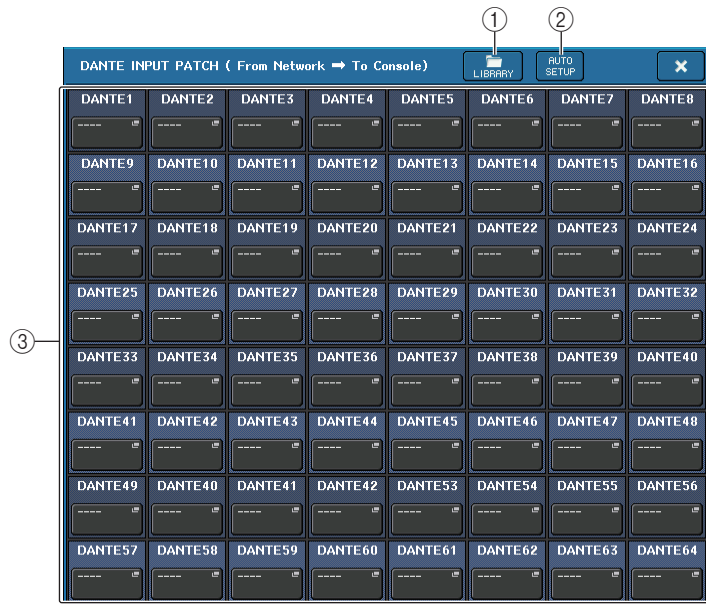 ① ②
DANTE INPUT PATCH ( From Network ➡ To Console) LIBRARY AUTO SETUP ×
DANTE1 DANTE2 DANTE3 DANTE4 DANTE5 DANTE6 DANTE7 DANTE8
---- ---- ---- ---- ---- ---- ---- ----
DANTE9 DANTE10 DANTE11 DANTE12 DANTE13 DANTE14 DANTE15 DANTE16
---- ---- ---- ---- ---- ---- ---- ----
DANTE17 DANTE18 DANTE19 DANTE20 DANTE21 DANTE22 DANTE23 DANTE24
---- ---- ---- ---- ---- ---- ---- ----
DANTE25 DANTE26 DANTE27 DANTE28 DANTE29 DANTE30 DANTE31 DANTE32
---- ---- ---- ---- ---- ---- ---- ----
③
DANTE33 DANTE34 DANTE35 DANTE36 DANTE37 DANTE38 DANTE39 DANTE40
---- ---- ---- ---- ---- ---- ---- ----
DANTE41 DANTE42 DANTE43 DANTE44 DANTE45 DANTE46 DANTE47 DANTE48
---- ---- ---- ---- ---- ---- ---- ----
DANTE49 DANTE40 DANTE41 DANTE42 DANTE53 DANTE54 DANTE55 DANTE56
---- ---- ---- ---- ---- ---- ---- ----
DANTE57 DANTE58 DANTE59 DANTE60 DANTE61 DANTE62 DANTE63 DANTE64
---- ---- ---- ---- ---- ---- ---- ----